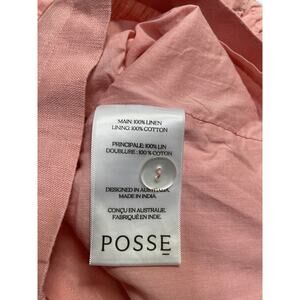 MAIN: 100% LINEN
LINING: 100% COTTON
PRINCIPALE: 100% LIN
DOUBLURE : 100% COTTON
DESIGNED IN AUSTRALIA.
MADE IN INDIA.
CONÇU EN AUSTRALIE,
FABRIQUÉ EN INDE.
POSSE